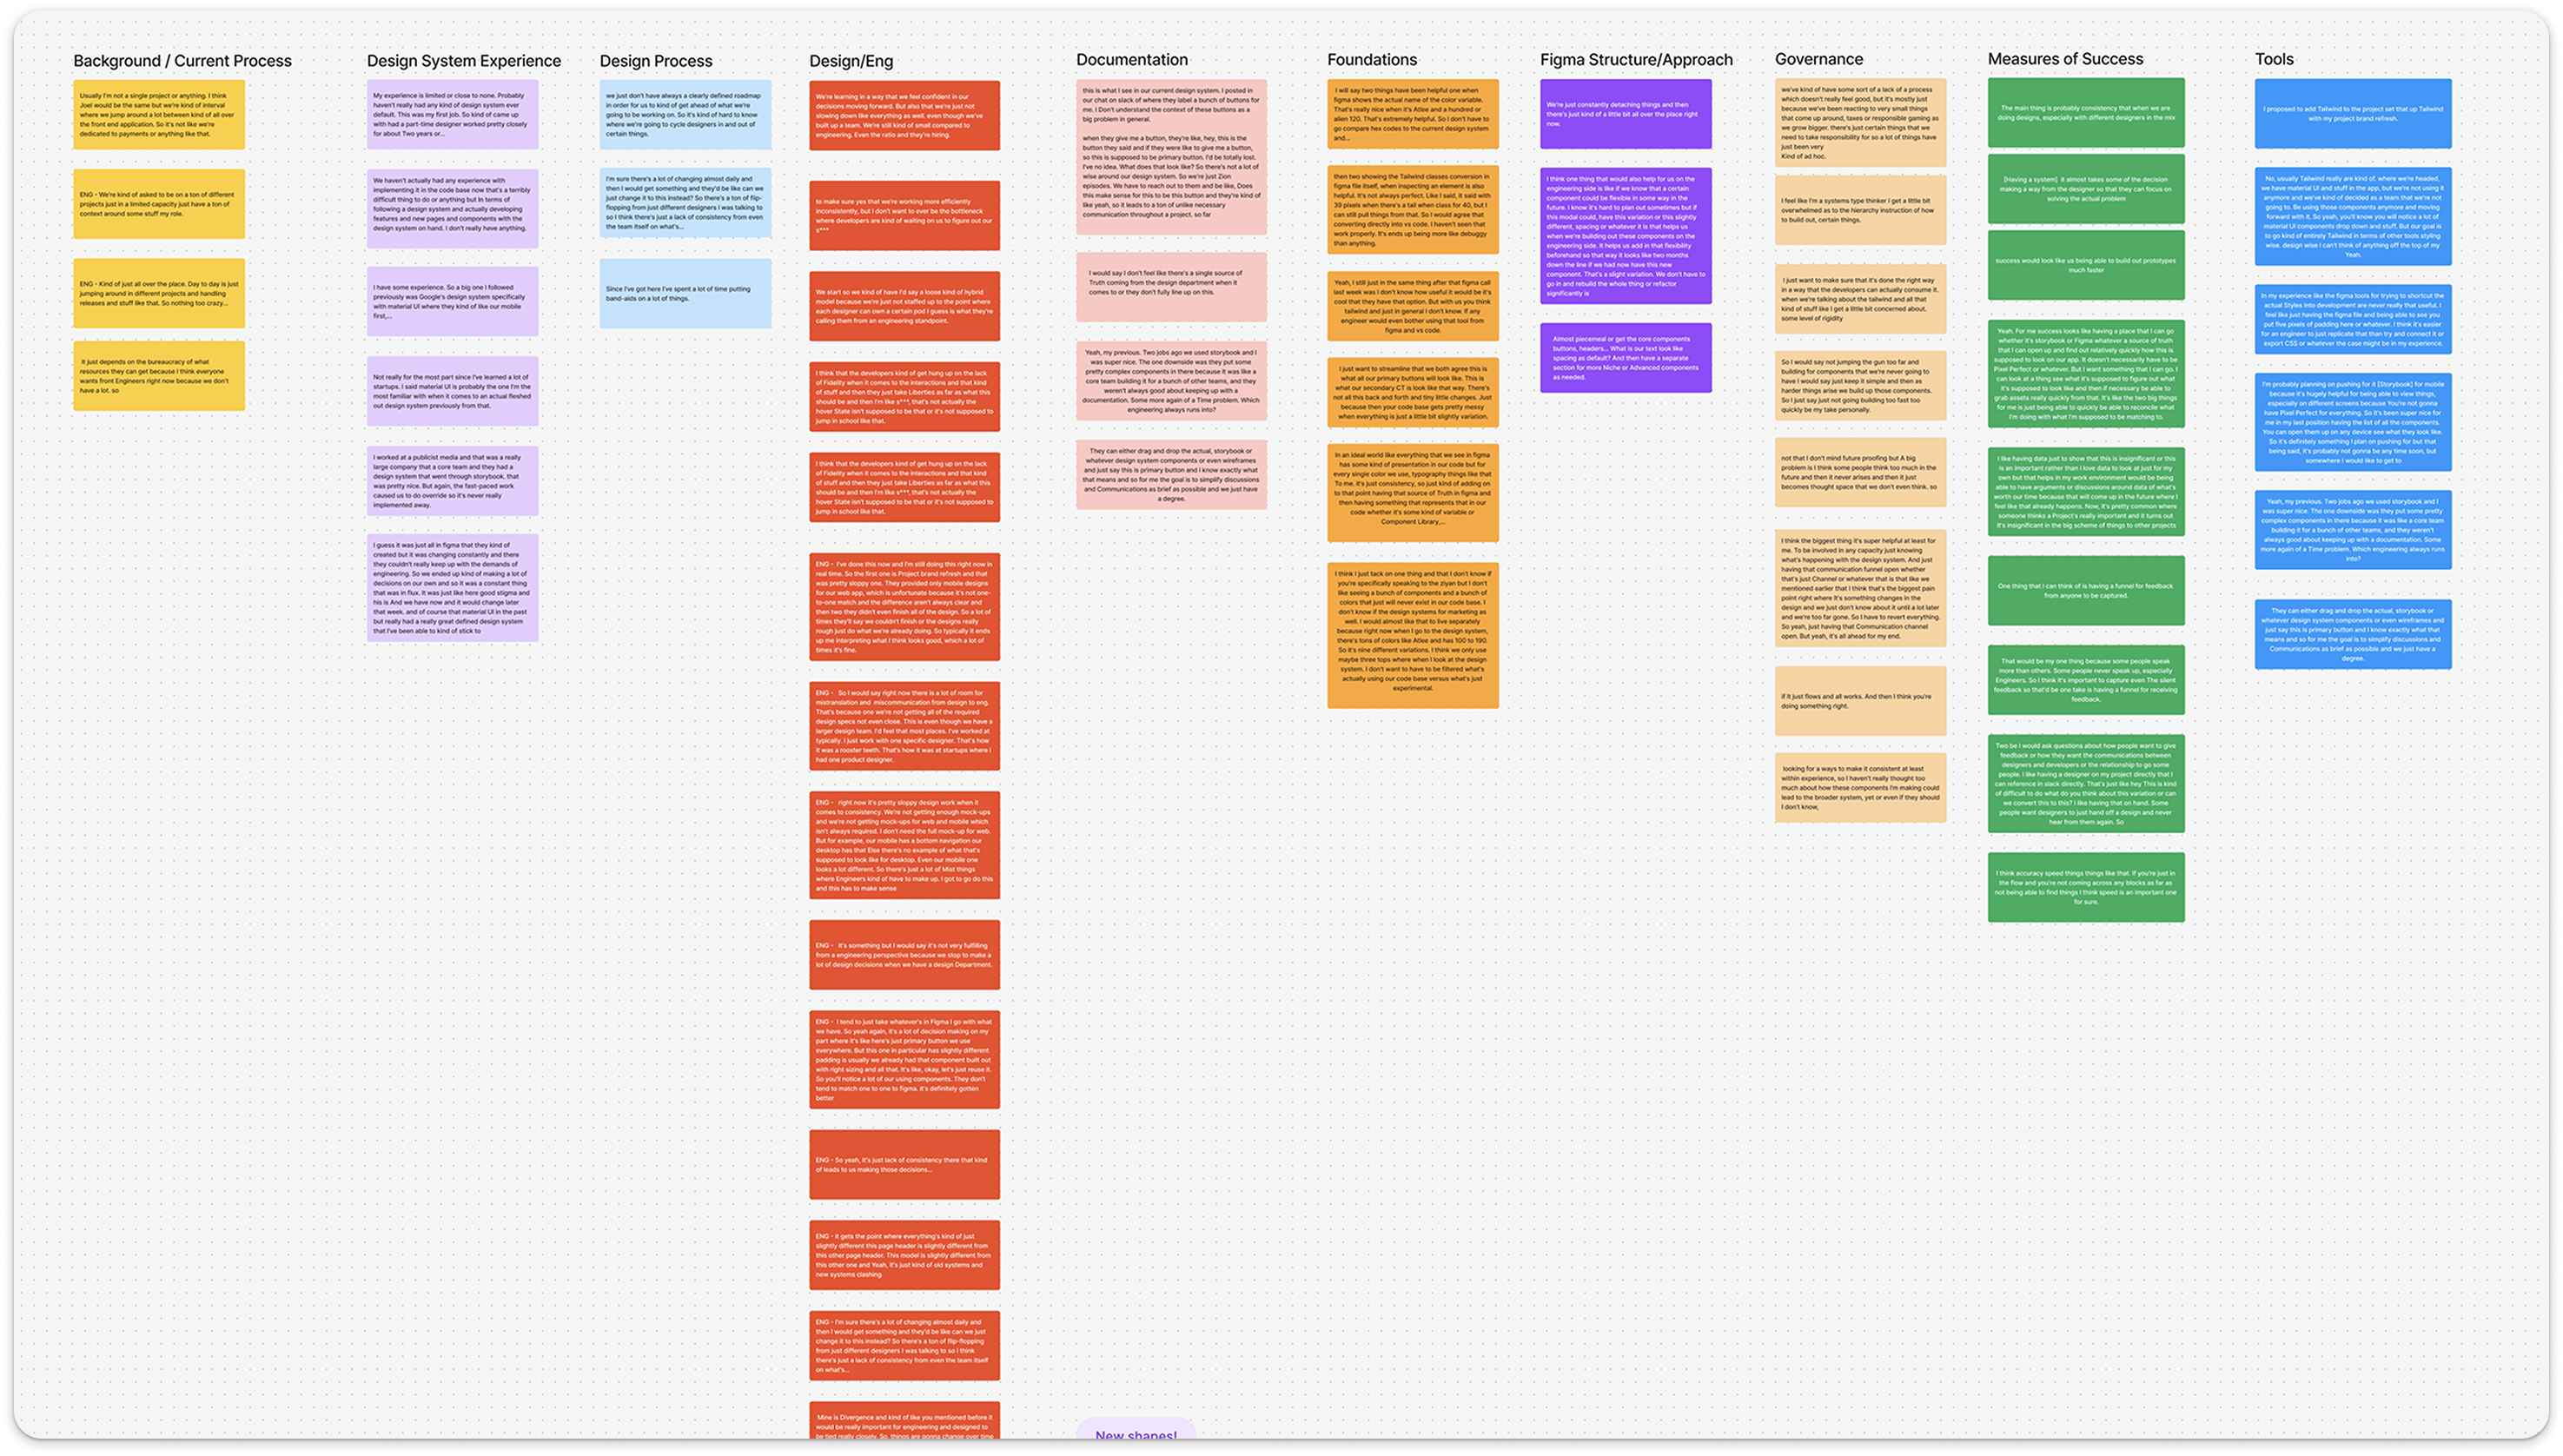 Background / Current Process
Usually I'm not a single project or anything. I think
Joel would be the same but we're kind of interval
where we jump around a lot between kind of all over
the front end application. So it's not like we're
dedicated to payments or anything like that.
ENG - We're kind of asked to be on a ton of different
projects just in a limited capacity just have a ton of
context around some stuff my role.
ENG - Kind of just all over the place. Day to day is just
jumping around in different projects and handling
releases and stuff like that. So nothing too crazy...
It just depends on the bureaucracy of what
resources they can get because I think everyone
wants front Engineers right now because we don't
have a lot. so
Design System Experience
My experience is limited or close to none. Probably
haven't really had any kind of design system ever
default. This was my first job. So kind of came up
with had a part-time designer worked pretty closely
for about Two years or...
We haven't actually had any experience with
implementing it in the code base now that's a terribly
difficult thing to do or anything but In terms of
following a design system and actually developing
features and new pages and components with the
design system on hand. I don't really have anything.
I have some experience. So a big one I followed
previously was Google's design system specifically
with material UI where they kind of like our mobile
first,...
Not really for the most part since I've learned a lot of
startups. I said material UI is probably the one I'm the
most familiar with when it comes to an actual fleshed
out design system previously from that.
I worked at a publicist media and that was a really
large company that a core team and they had a
design system that went through storybook, that
was pretty nice. But again, the fast-paced work
caused us to do override so it's never really
implemented away.
I guess it was just all in figma that they kind of
created but it was changing constantly and there
they couldn't really keep up with the demands of
engineering. So we ended up kind of making a lot of
decisions on our own and so it was a constant thing
that was in flux. It was just like here good stigma and
his is And we have now and it would change later
that week. and of course that material UI in the past
but really had a really great defined design system
that I've been able to kind of stick to
Design Process
we just don't have always a clearly defined roadmap
in order for us to kind of get ahead of what we're
going to be working on. So it's kind of hard to know
where we're going to cycle designers in and out of
certain things.
I'm sure there's a lot of changing almost daily and
then I would get something and they'd be like can we
just change it to this instead? So there's a ton of flip-
flopping from just different designers I was talking to
so I think there's just a lack of consistency from even
the team itself on what's...
Since I've got here I've spent a lot of time putting
band-aids on a lot of things.
Design/Eng
We're learning in a way that we feel confident in our
decisions moving forward. But also that we're just not
slowing down like everything as well. even though we've
built up a team. We're still kind of small compared to
engineering. Even the ratio and they're hiring.
to make sure yes that we're working more efficiently
inconsistently, but I don't want to ever be the bottleneck
where developers are kind of waiting on us to figure out our
s***
We start so we kind of have I'd say a loose kind of hybrid
model because we're just not staffed up to the point where
each designer can own a certain pod I guess is what they're
calling them from an engineering standpoint.
I think that the developers kind of get hung up on the lack
of Fidelity when it comes to the interactions and that kind
of stuff and then they just take Liberties as far as what this
should be and then I'm like s***, that's not actually the
hover State isn't supposed to be that or it's not supposed to
jump in school like that.
I think that the developers kind of get hung up on the lack
of Fidelity when it comes to the interactions and that kind
of stuff and then they just take Liberties as far as what this
should be and then I'm like s***, that's not actually the
hover State isn't supposed to be that or it's not supposed to
jump in school like that.
ENG - I've done this now and I'm still doing this right now in
real time. So the first one is Project brand refresh and that
was pretty sloppy one. They provided only mobile designs
for our web app, which is unfortunate because it's not one-
to-one match and the difference aren't always clear and
then two they didn't even finish all of the design. So a lot of
times they'll say we couldn't finish or the designs really
rough just do what we're already doing. So typically it ends
up me interpreting what I think looks good, which a lot of
times it's fine.
ENG - So I would say right now there is a lot of room for
mistranslation and miscommunication from design to eng.
That's because one we're not getting all of the required
design specs not even close. This is even though we have a
larger design team. I'd feel that most places. I've worked at
typically. I just work with one specific designer. That's how
it was a rooster teeth. That's how it was at startups where I
had one product designer.
ENG - right now it's pretty sloppy design work when it
comes to consistency. We're not getting enough mock-ups
and we're not getting mock-ups for web and mobile which
isn't always required. I don't need the full mock-up for web.
But for example, our mobile has a bottom navigation our
desktop has that Else there's no example of what that's
supposed to look like for desktop. Even our mobile one
looks a lot different. So there's just a lot of Mist things
where Engineers kind of have to make up. I got to go do this
and this has to make sense
ENG - It's something but I would say it's not very fulfilling
from a engineering perspective because we stop to make a
lot of design decisions when we have a design Department.
ENG - I tend to just take whatever's in Figma I go with what
we have. So yeah again, it's a lot of decision making on my
part where it's like here's just primary button we use
everywhere. But this one in particular has slightly different
padding is usually we already had that component built out
with right sizing and all that. It's like, okay, let's just reuse it.
So you'll notice a lot of our using components. They don't
tend to match one to one to figma. it's definitely gotten
better
ENG - So yeah, it's just lack of consistency there that kind
of leads to us making those decisions...
ENG - it gets the point where everything's kind of just
slightly different this page header is slightly different from
this other page header. This model is slightly different from
this other one and Yeah, it's just kind of old systems and
new systems clashing.
ENG - I'm sure there's a lot of changing almost daily and
then I would get something and they'd be like can we just
change it to this instead? So there's a ton of flip-flopping
from just different designers I was talking to so I think
there's just a lack of consistency from even the team itself
on what's...
Mine is Divergence and kind of like you mentioned before it
would be really important for engineering and designed to
be tied really closely. So, things are gonna change over time
Documentation
this is what I see in our current design system. I posted in
our chat on slack of where they label a bunch of buttons for
me. I Don't understand the context of these buttons as a
big problem in general.
when they give me a button, they're like, hey, this is the
button they said and if they were like to give me a button,
so this is supposed to be primary button. I'd be totally lost.
I've no idea. What does that look like? So there's not a lot of
wise around our design system. So we're just Zion
episodes. We have to reach out to them and be like, Does
this make sense for this to be this button and they're kind of
like yeah, so it leads to a ton of unlike necessary
communication throughout a project. so far
I would say I don't feel like there's a single source of
Truth coming from the design department when it
comes to or they don't fully line up on this.
Yeah, my previous. Two jobs ago we used storybook and I
was super nice. The one downside was they put some
pretty complex components in there because it was like a
core team building it for a bunch of other teams, and they
weren't always good about keeping up with a
documentation. Some more again of a Time problem. Which
engineering always runs into?
They can either drag and drop the actual, storybook or
whatever design system components or even wireframes
and just say this is primary button and I know exactly what
that means and so for me the goal is to simplify discussions
and Communications as brief as possible and we just have
a degree.
New shapes!
Foundations
I will say two things have been helpful one when
figma shows the actual name of the color variable.
That's really nice when it's Atlee and a hundred or
alien 120. That's extremely helpful. So I don't have to
go compare hex codes to the current design system
and...
then two showing the Tailwind classes conversion in
figma file itself, when inspecting an element is also
helpful. It's not always perfect. Like I said, it said with
39 pixels when there's a tall when class for 40, but I
can still pull things from that. So I would agree that
converting directly into vs code. I haven't seen that
work properly. It's ends up being more like debuggy
than anything.
Yeah, I still just in the same thing after that figma call
last week was I don't know how useful it would be it's
cool that they have that option. But with us you think
tailwind and just in general I don't know. If any
engineer would even bother using that tool from
figma and vs code.
I just want to streamline that we both agree this is
what all our primary buttons will look like. This is
what our secondary CT is look like that way. There's
not all this back and forth and tiny little changes. Just
because then your code base gets pretty messy
when everything is just a little bit slightly variation.
In an ideal world like everything that we see in figma
has some kind of presentation in our code but for
every single color we use, typography things like that
To me. it's just consistency, so just kind of adding on
to that point having that source of Truth in figma and
then having something that represents that in our
code whether it's some kind of variable or
Component Library,...
I think I just tack on one thing and that I don't know if
you're specifically speaking to the ziyan but I don't
like seeing a bunch of components and a bunch of
colors that just will never exist in our code base. I
don't know if the design systems for marketing as
well. I would almost like that to live separately
because right now when I go to the design system,
there's tons of colors like Atlee and has 100 to 190.
So it's nine different variations. I think we only use
maybe three tops where when I look at the design
system. I don't want to have to be filtered what's
actually using our code base versus what's just
experimental.
Figma Structure/Approach
We're just constantly detaching things and then
there's just kind of a little bit all over the place right
now.
I think one thing that would also help for us on the
engineering side is like if we know that a certain
component could be flexible in some way in the
future. I know it's hard to plan out sometimes but if
this modal could, have this variation or this slightly
different, spacing or whatever it is that helps us
when we're building out these components on the
engineering side. It helps us add in that flexibility
beforehand so that way it looks like two months
down the line if we had now have this new
component. That's a slight variation. We don't have to
go in and rebuild the whole thing or refactor
significantly is
Almost piecemeal or get the core components
buttons, headers... What is our text look like
spacing as default? And then have a separate
section for more Niche or Advanced components
as needed.
Governance
we've kind of have some sort of a lack of a process
which doesn't really feel good, but it's mostly just
because we've been reacting to very small things
that come up around, taxes or responsible gaming as
we grow bigger. there's just certain things that we
need to take responsibility for so a lot of things have
just been very
Kind of ad hoc.
I feel like I'm a systems type thinker I get a little bit
overwhelmed as to the hierarchy instruction of how
to build out, certain things.
I just want to make sure that it's done the right way
in a way that the developers can actually consume it.
when we're talking about the tailwind and all that
kind of stuff like I get a little bit concerned about.
some level of rigidity
So I would say not jumping the gun too far and
building for components that we're never going to
have I would say just keep it simple and then as
harder things arise we build up those components.
So I just say just not going building too fast too
quickly be my take personally.
not that I don't mind future proofing but A big
problem is I think some people think too much in the
future and then it never arises and then it just
becomes thought space that we don't even think. so
I think the biggest thing it's super helpful at least for
me. To be involved in any capacity just knowing
what's happening with the design system. And just
having that communication funnel open whether
that's just Channel or whatever that is that like we
mentioned earlier that I think that's the biggest pain
point right where It's something changes in the
design and we just don't know about it until a lot later
and we're too far gone. So I have to revert everything.
So yeah, just having that Communication channel
open. But yeah, it's all ahead for my end.
if it just flows and all works. And then I think you're
doing something right.
looking for a ways to make it consistent at least
within experience, so I haven't really thought too
much about how these components I'm making could
lead to the broader system, yet or even if they should
I don't know,
Measures of Success
The main thing is probably consistency that when we are
doing designs, especially with different designers in the mix
[Having a system] it almost takes some of the decision
making a way from the designer so that they can focus on
solving the actual problem
success would look like us being able to build out prototypes
much faster
Yeah. For me success looks like having a place that I can go
whether it's storybook or Figma whatever a source of truth
that I can open up and find out relatively quickly how this is
supposed to look on our app. It doesn't necessarily have to be
Pixel Perfect or whatever. But I want something that I can go. I
can look at a thing see what it's supposed to figure out what
it's supposed to look like and then if necessary be able to
grab assets really quickly from that. It's like the two big things
for me is just being able to quickly be able to reconcile what
I'm doing with what I'm supposed to be matching to.
I like having data just to show that this is insignificant or this
is an important rather than I love data to look at just for my
own but that helps in my work environment would be being
able to have arguments or discussions around data of what's
worth our time because that will come up in the future where I
feel like that already happens. Now, it's pretty common where
someone thinks a Project's really important and it turns out
it's insignificant in the big scheme of things to other projects
One thing that I can think of is having a funnel for feedback
from anyone to be captured.
That would be my one thing because some people speak
more than others. Some people never speak up, especially
Engineers. So I think it's important to capture even The silent
feedback so that'd be one take is having a funnel for receiving
feedback.
Two be I would ask questions about how people want to give
feedback or how they want the communications between
designers and developers or the relationship to go some
people. I like having a designer on my project directly that I
can reference in slack directly. That's just like hey This is kind
of difficult to do what do you think about this variation or can
we convert this to this? I like having that on hand. Some
people want designers to just hand off a design and never
hear from them again. So
I think accuracy speed things things like that. If you're just in
the flow and you're not coming across any blocks as far as
not being able to find things I think speed is an important one
for sure.
Tools
I proposed to add Tailwind to the project set that up Tailwind
with my project brand refresh.
No, usually Tailwind really are kind of. where we're headed,
we have material UI and stuff in the app, but we're not using it
anymore and we've kind of decided as a team that we're not
going to. Be using those components anymore and moving
forward with it. So yeah, you'll know you will notice a lot of
material UI components drop down and stuff. But our goal is
to go kind of entirely Tailwind in terms of other tools styling
wise. design wise I can't think of anything off the top of my
Yeah.
In my experience like the figma tools for trying to shortcut the
actual Styles into development are never really that useful. I
feel like just having the figma file and being able to see you
put five pixels of padding here or whatever. I think it's easier
for an engineer to just replicate that than try and connect it or
export CSS or whatever the case might be in my experience.
I'm probably planning on pushing for it [Storybook] for mobile
because it's hugely helpful for being able to view things,
especially on different screens because You're not gonna
have Pixel Perfect for everything. So it's been super nice for
me in my last position having the list of all the components.
You can open them up on any device see what they look like.
So it's definitely something I plan on pushing for but that
being said, it's probably not gonna be any time soon, but
somewhere I would like to get to
Yeah, my previous. Two jobs ago we used storybook and I
was super nice. The one downside was they put some pretty
complex components in there because it was like a core team
building it for a bunch of other teams, and they weren't
always good about keeping up with a documentation. Some
more again of a Time problem. Which engineering always runs
into?
They can either drag and drop the actual, storybook or
whatever design system components or even wireframes and
just say this is primary button and I know exactly what that
means and so for me the goal is to simplify discussions and
Communications as brief as possible and we just have a
degree.